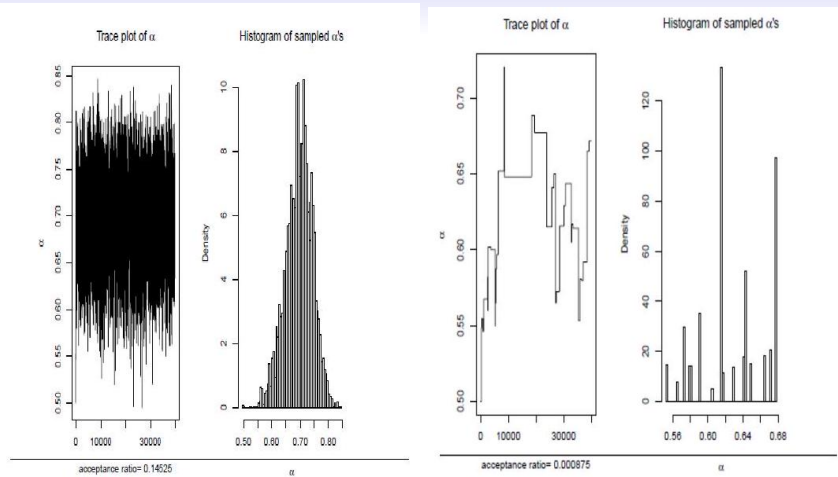 Trace plot of α
Histogram of sampled α's
α
0.50 0.55 0.60 0.65 0.70 0.75 0.80 0.85
0 10000 30000
acceptance ratio= 0.14525
Density
0 2 4 6 8 10
0.50 0.60 0.70 0.80
α
Trace plot of α
Histogram of sampled α's
α
0.50 0.55 0.60 0.65 0.70
0 10000 30000
acceptance ratio= 0.000875
Density
0 20 40 60 80 100 120
0.56 0.60 0.64 0.68
α